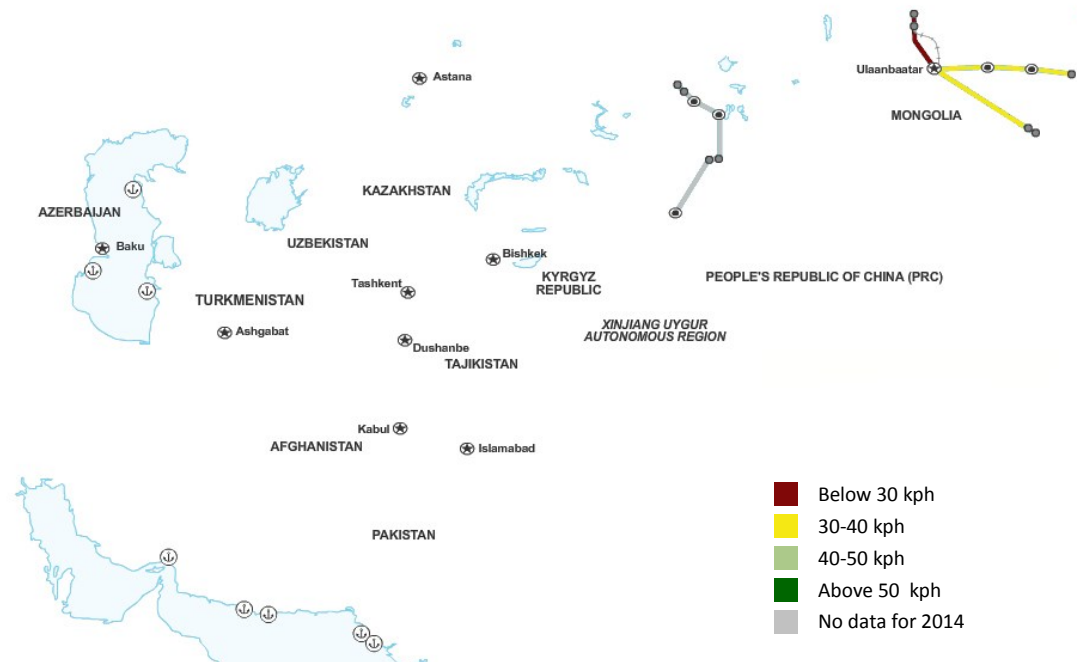 Astana
Ulaanbaatar
MONGOLIA
KAZAKHSTAN
AZERBAIJAN
Baku
UZBEKISTAN
Bishkek
KYRGYZ
REPUBLIC
PEOPLE'S REPUBLIC OF CHINA (PRC)
Tashkent
TURKMENISTAN
Ashgabat
XINJIANG UYGUR
AUTONOMOUS REGION
Dushanbe
TAJIKISTAN
Kabul
AFGHANISTAN
Islamabad
PAKISTAN
Below 30 kph
30-40 kph
40-50 kph
Above 50 kph
No data for 2014